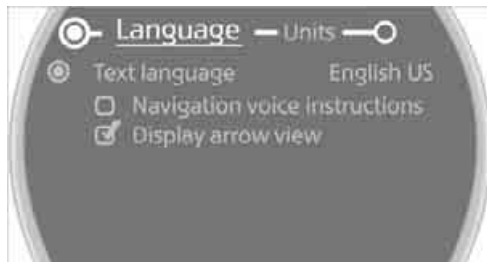 Language Units
Text language English US
Navigation voice instructions
Display arrow view